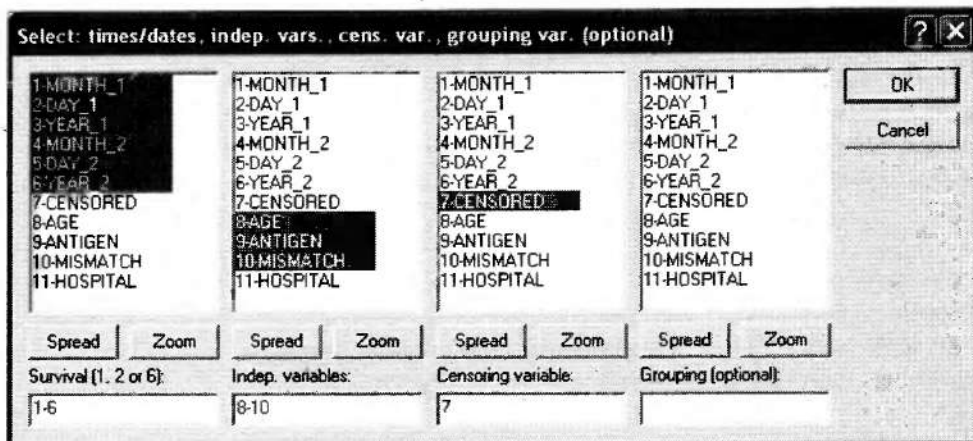 Select: times/dates, indep. vars., cens. var., grouping var. (optional)
1-MONTH_1
2-DAY_1
3-YEAR_1
4-MONTH_2
5-DAY_2
6-YEAR_2
7-CENSORED
8-AGE
9-ANTIGEN
10-MISMATCH
11-HOSPITAL
1-MONTH_1
2-DAY_1
3-YEAR_1
4-MONTH_2
5-DAY_2
6-YEAR_2
7-CENSORED
8-AGE
9-ANTIGEN
10-MISMATCH
11-HOSPITAL
1-MONTH_1
2-DAY_1
3-YEAR_1
4-MONTH_2
5-DAY_2
6-YEAR_2
7-CENSORED
8-AGE
9-ANTIGEN
10-MISMATCH
11-HOSPITAL
1-MONTH_1
2-DAY_1
3-YEAR_1
4-MONTH_2
5-DAY_2
6-YEAR_2
7-CENSORED
8-AGE
9-ANTIGEN
10-MISMATCH
11-HOSPITAL
OK
Cancel
Spread Zoom Spread Zoom Spread Zoom Spread Zoom
Survival (1, 2 or 6): Indep. variables: Censoring variable: Grouping (optional):
1-6 8-10 7